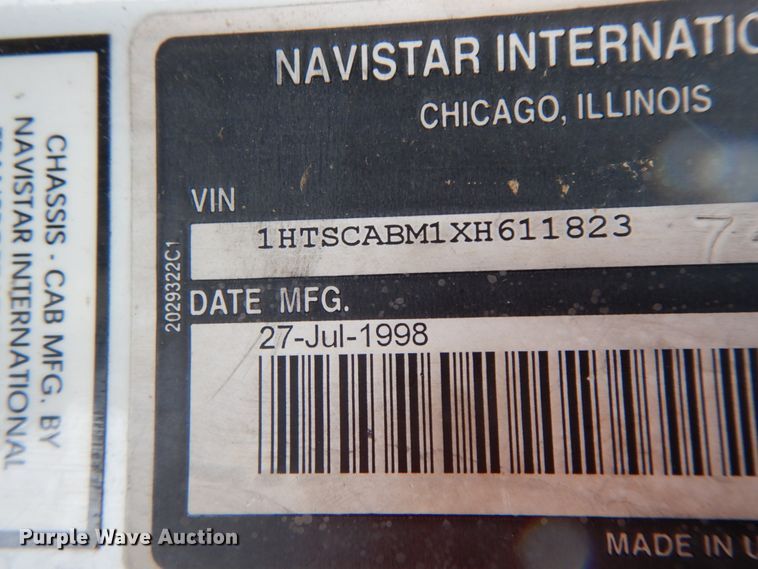 NAVISTAR INTERNATIO
CHICAGO, ILLINOIS
VIN
1HTSCABM1XH611823
DATE MFG.
27-Jul-1998
2029322C1
MADE IN U
CHASSIS - CAB MFG. BY
NAVISTAR INTERNATIONAL
Purple Wave Auction